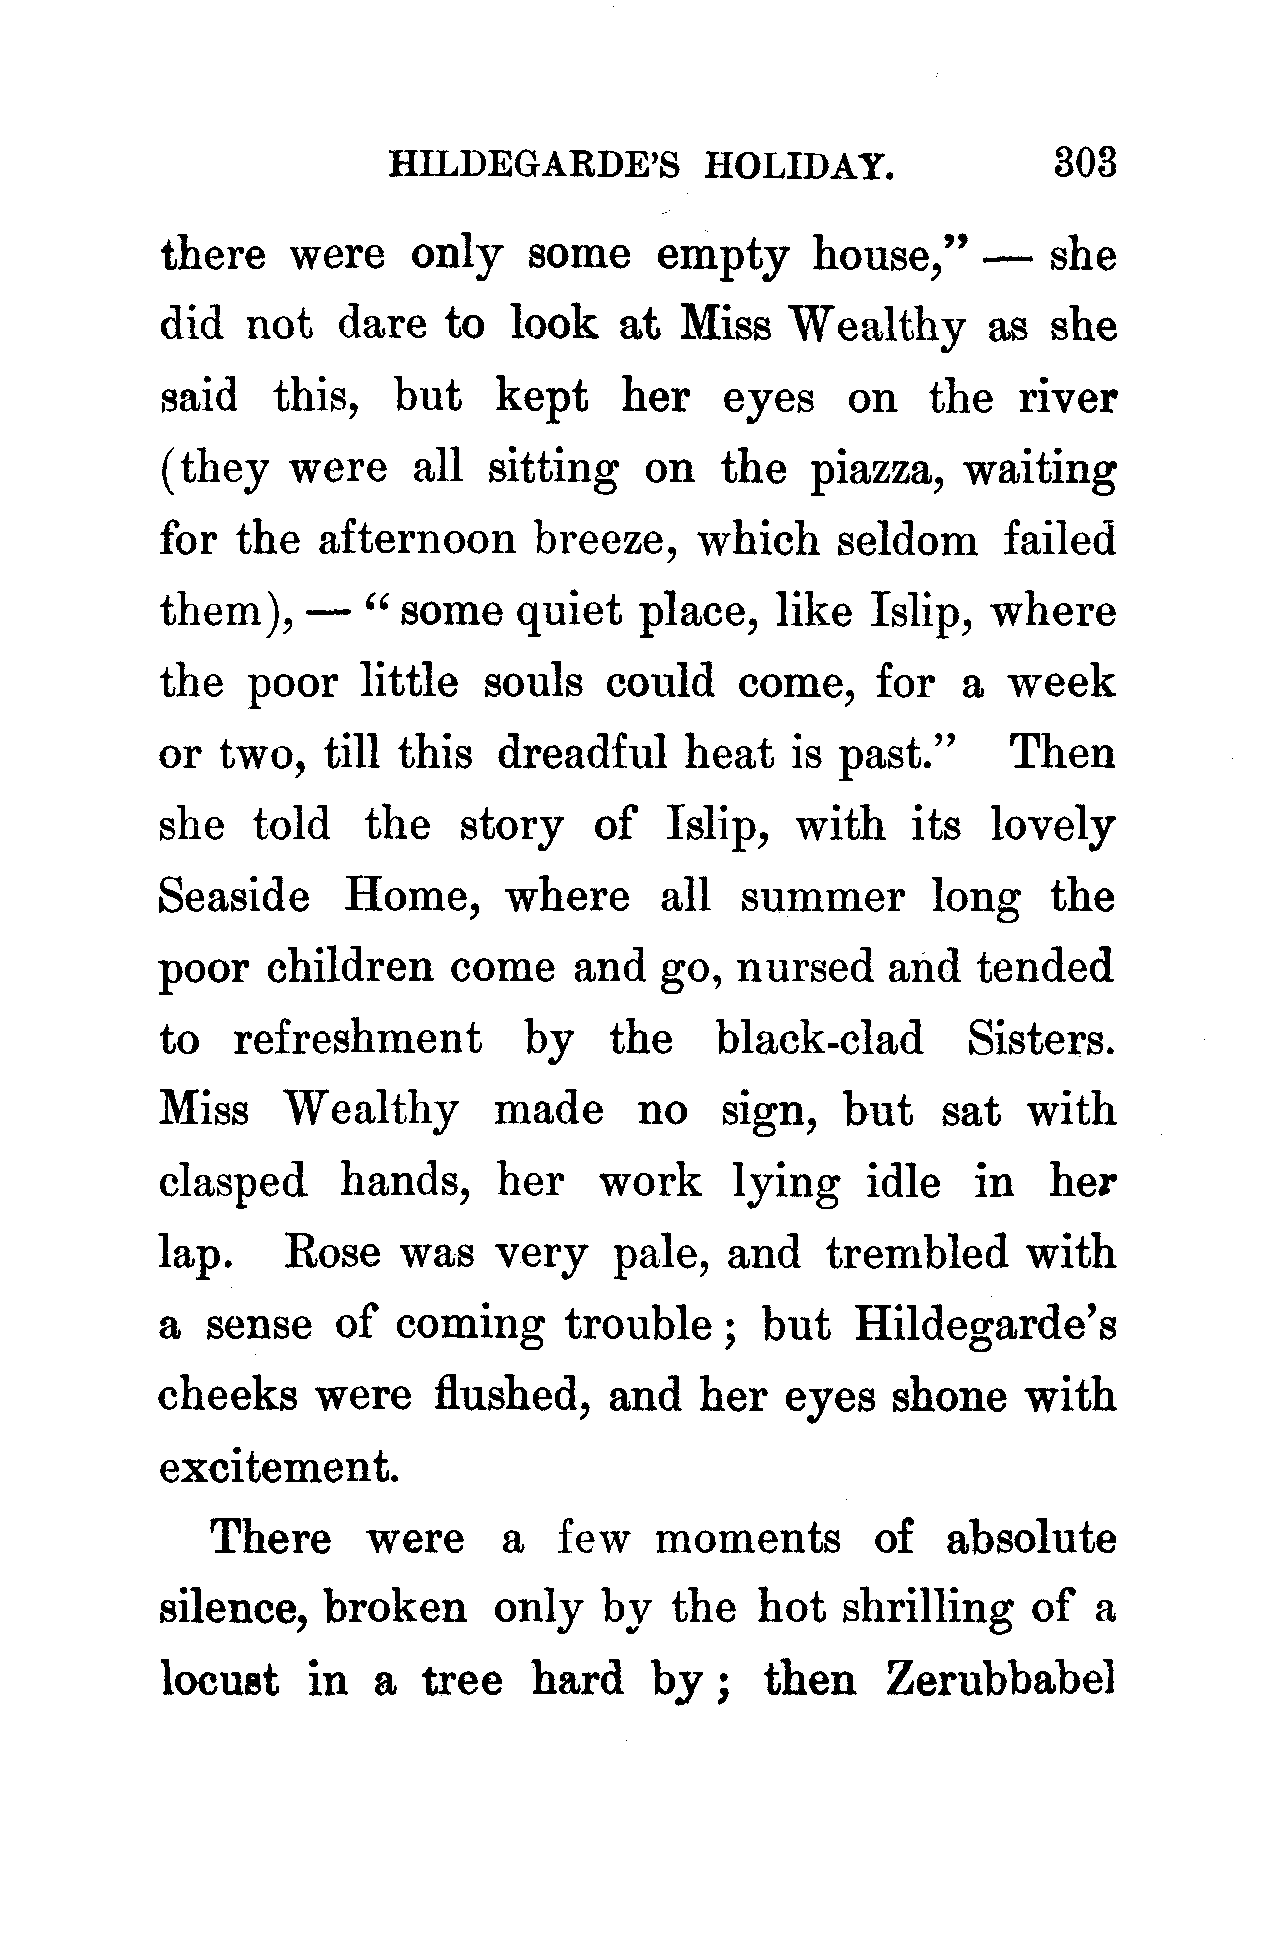 HILDEGARDE'S HOLIDAY. 303
there were only some empty house," — she
did not dare to look at Miss Wealthy as she
said this, but kept her eyes on the river
(they were all sitting on the piazza, waiting
for the afternoon breeze, which seldom failed
them), — "some quiet place, like Islip, where
the poor little souls could come, for a week
or two, till this dreadful heat is past." Then
she told the story of Islip, with its lovely
Seaside Home, where all summer long the
poor children come and go, nursed and tended
to refreshment by the black-clad Sisters.
Miss Wealthy made no sign, but sat with
clasped hands, her work lying idle in her
lap. Rose was very pale, and trembled with
a sense of coming trouble; but Hildegarde's
cheeks were flushed, and her eyes shone with
excitement.
There were a few moments of absolute
silence, broken only by the hot shrilling of a
locust in a tree hard by; then Zerubbabel